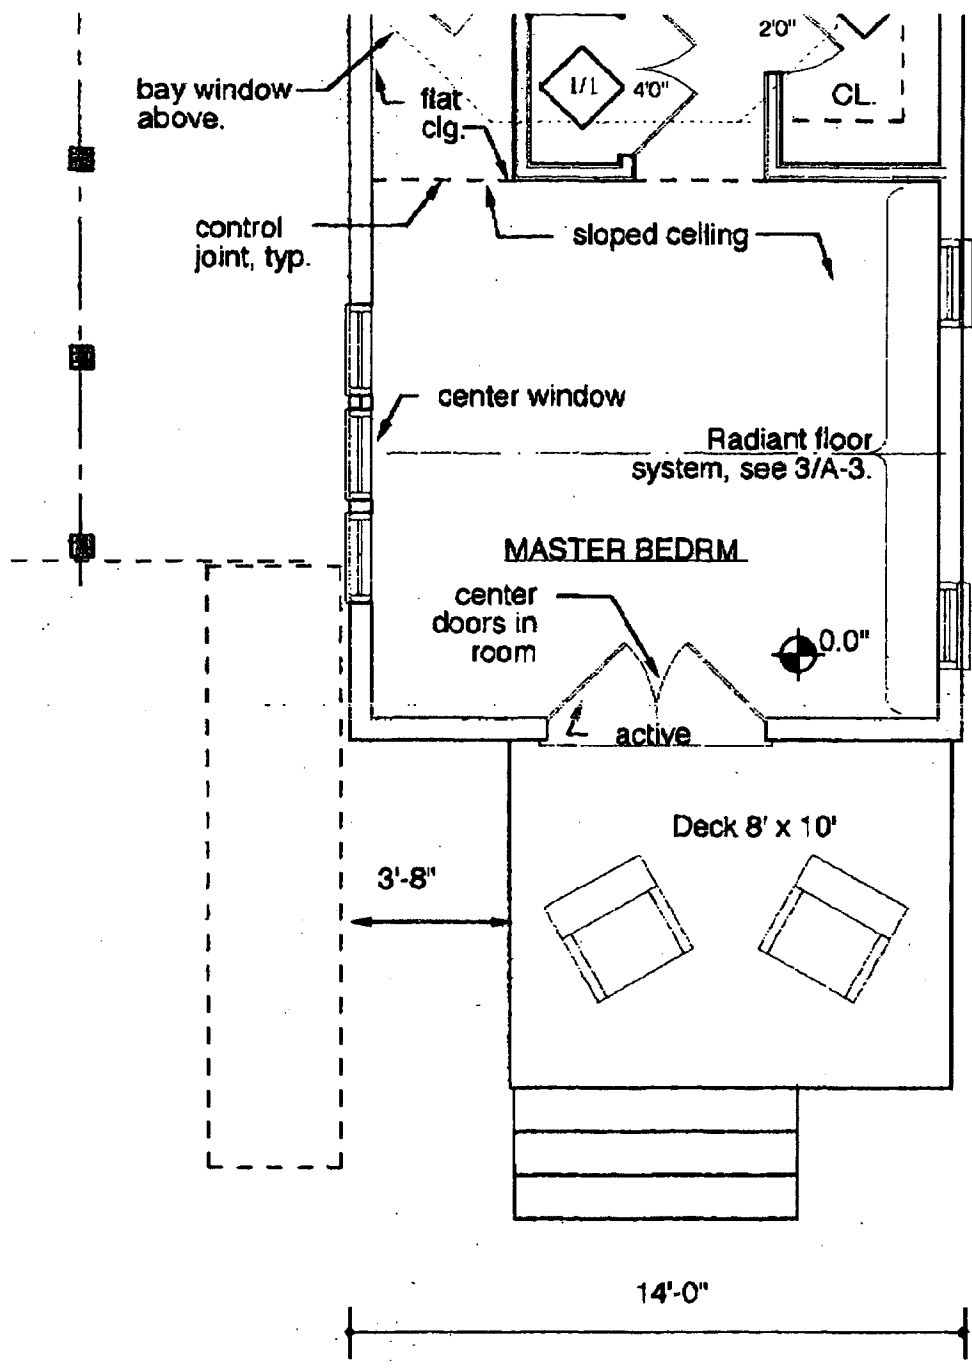 2'0"
bay window
above.
flat
clg.
1/1
4'0"
CL.
control
joint, typ.
sloped ceiling
center window
Radiant floor
system, see 3/A-3.
MASTER BEDRM
center
doors in
room
0.0"
active
Deck 8' x 10'
3'-8"
14'-0"